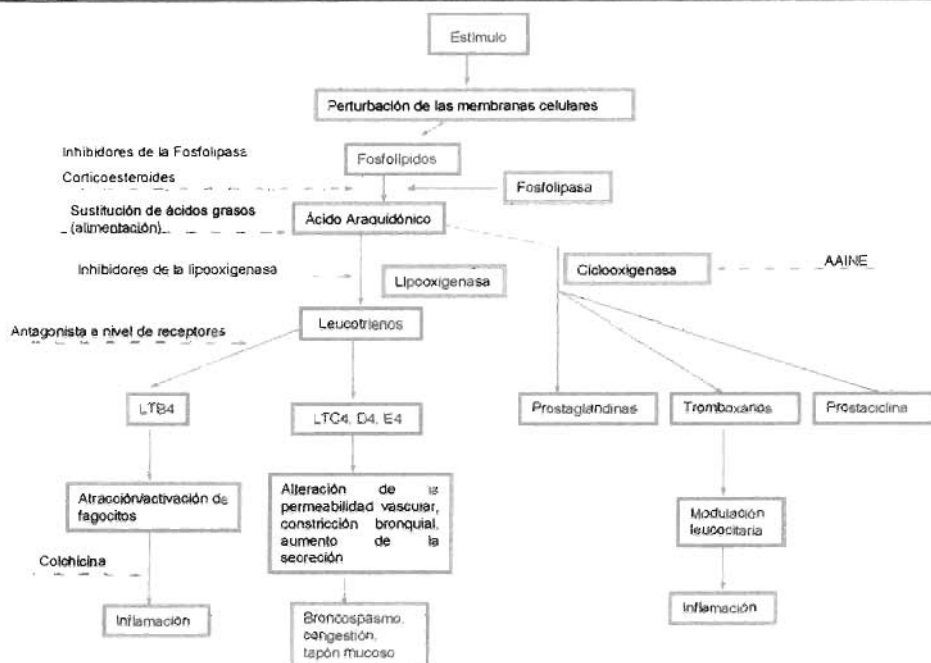 Estímulo
Perturbación de las membranas celulares
Inhibidores de la Fosfolipasa
Corticoesteroides
Fosfolípidos
Fosfolipasa
Sustitución de ácidos grasos
(alimentación)
Ácido Araquidónico
Inhibidores de la lipooxigenasa
Lipooxigenasa
Ciclooxigenasa
AAINE
Leucotrienos
Antagonista a nivel de receptores
LTB4
LTC4, D4, E4
Prostaglandinas
Tromboxanos
Prostaciclina
Atracción/activación de
fagocitos
Alteración de la
permeabilidad vascular,
constricción bronquial,
aumento de la
secreción
Modulación
leucocitaria
Colchicina
Inflamación
Broncospasmo,
congestión,
tapón mucoso
Inflamación